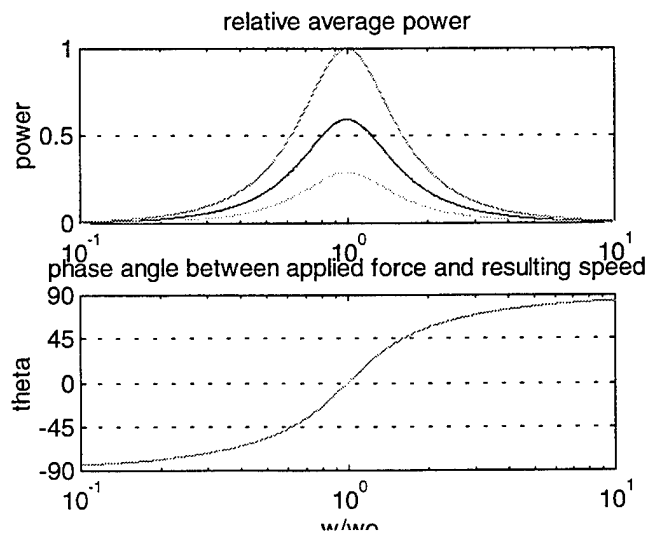 relative average power
1
power
0.5
0
10^-1
10^0
10^1
phase angle between applied force and resulting speed
90
45
theta
0
-45
-90
10^-1
10^0
10^1
w/wo